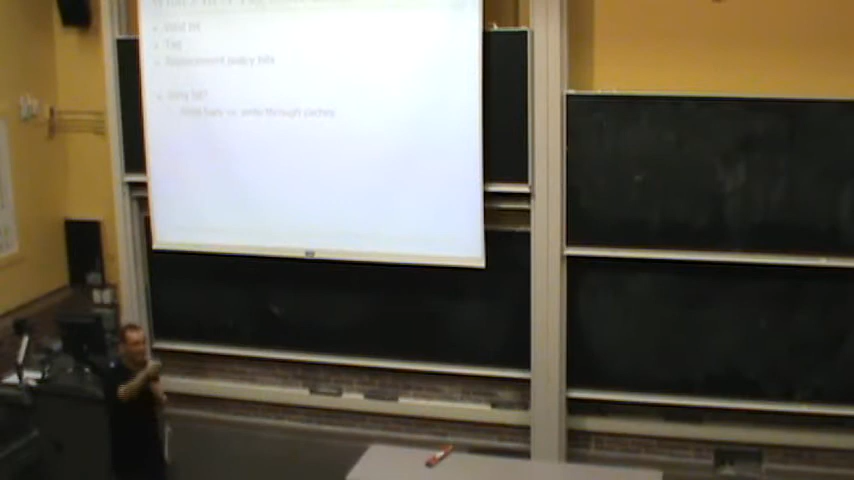 Valid bit
Tag
Replacement policy bits
Dirty bit?
Write back vs. write through caches